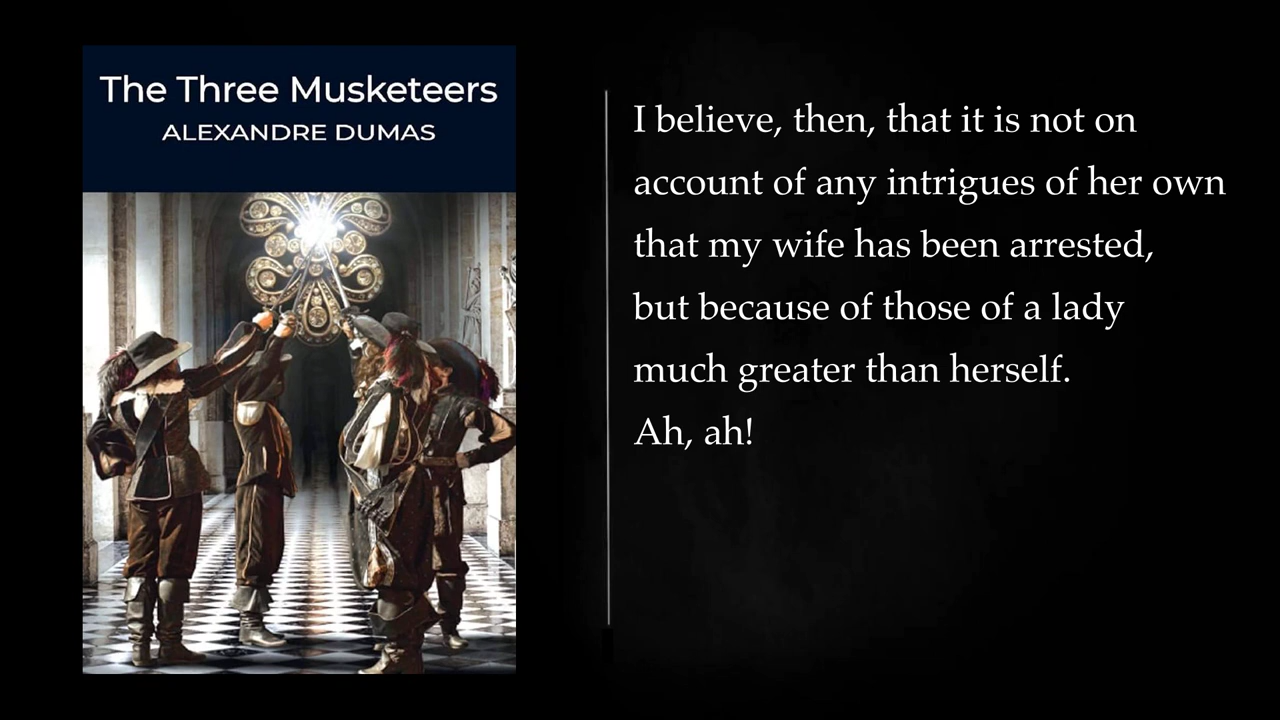 The Three Musketeers
ALEXANDRE DUMAS
I believe, then, that it is not on
account of any intrigues of her own
that my wife has been arrested,
but because of those of a lady
much greater than herself.
Ah, ah!